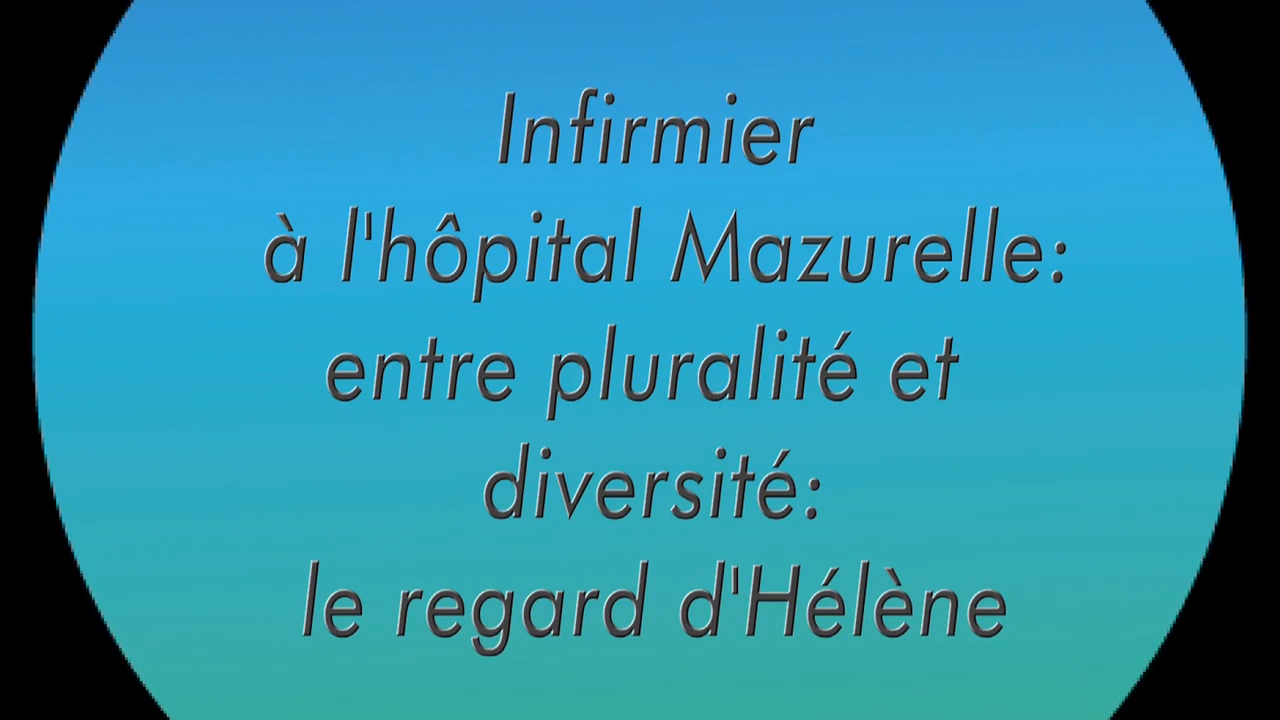 Infirmier
à l'hôpital Mazurelle:
entre pluralité et
diversité:
le regard d'Hélène